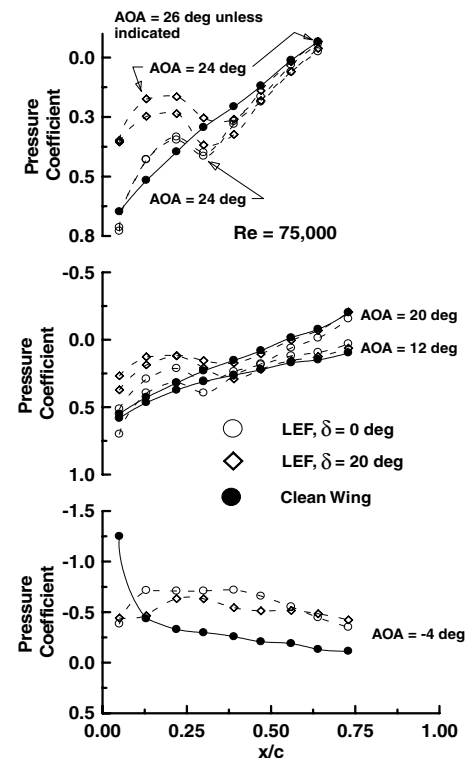 AOA = 26 deg unless
indicated
AOA = 24 deg
0.0
0.3
0.5
0.8
Pressure
Coefficient
AOA = 24 deg
Re = 75,000
-0.5
0.0
0.5
1.0
Pressure
Coefficient
AOA = 20 deg
AOA = 12 deg
LEF, δ = 0 deg
LEF, δ = 20 deg
Clean Wing
-1.5
-1.0
-0.5
0.0
0.5
Pressure
Coefficient
AOA = -4 deg
0.00 0.25 0.50 0.75 1.00
x/c